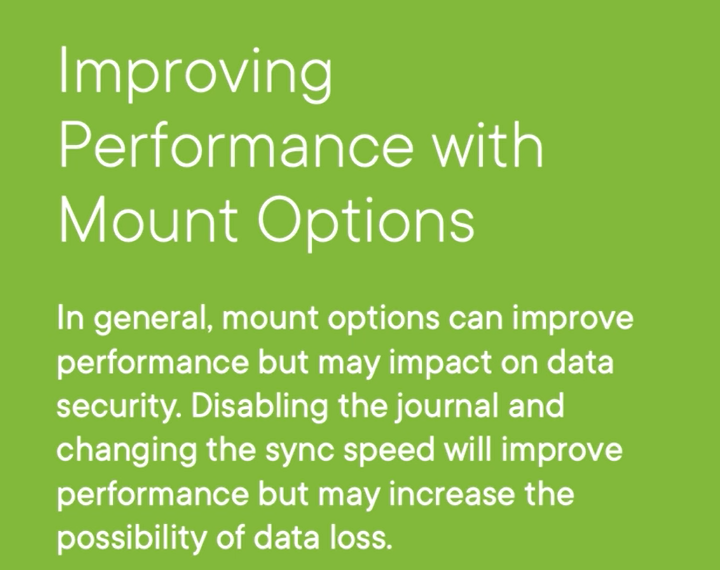 Improving
Performance with
Mount Options
In general, mount options can improve
performance but may impact on data
security. Disabling the journal and
changing the sync speed will improve
performance but may increase the
possibility of data loss.